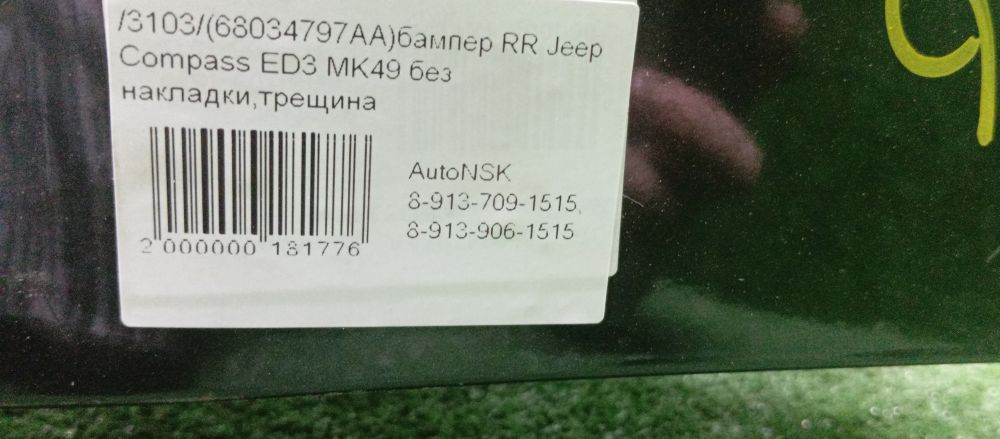 /3103/(68034797AA)бампер RR Jeep
Compass ED3 MK49 без
накладки,трещина
AutoNSK
8-913-709-1515,
8-913-906-1515
2 000000 181776
9